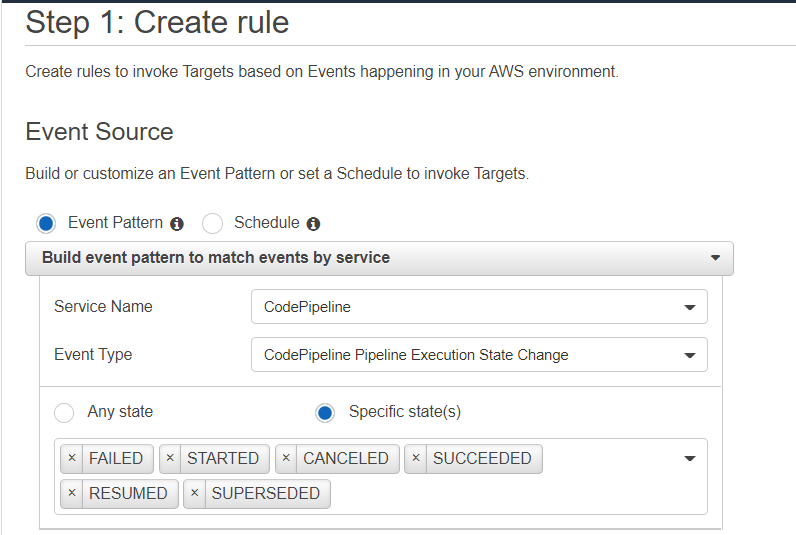 Step 1: Create rule
Create rules to invoke Targets based on Events happening in your AWS environment.
Event Source
Build or customize an Event Pattern or set a Schedule to invoke Targets.
Event Pattern Schedule
Build event pattern to match events by service
Service Name CodePipeline
Event Type CodePipeline Pipeline Execution State Change
Any state Specific state(s)
× FAILED × STARTED × CANCELED × SUCCEEDED
× RESUMED × SUPERSEDED